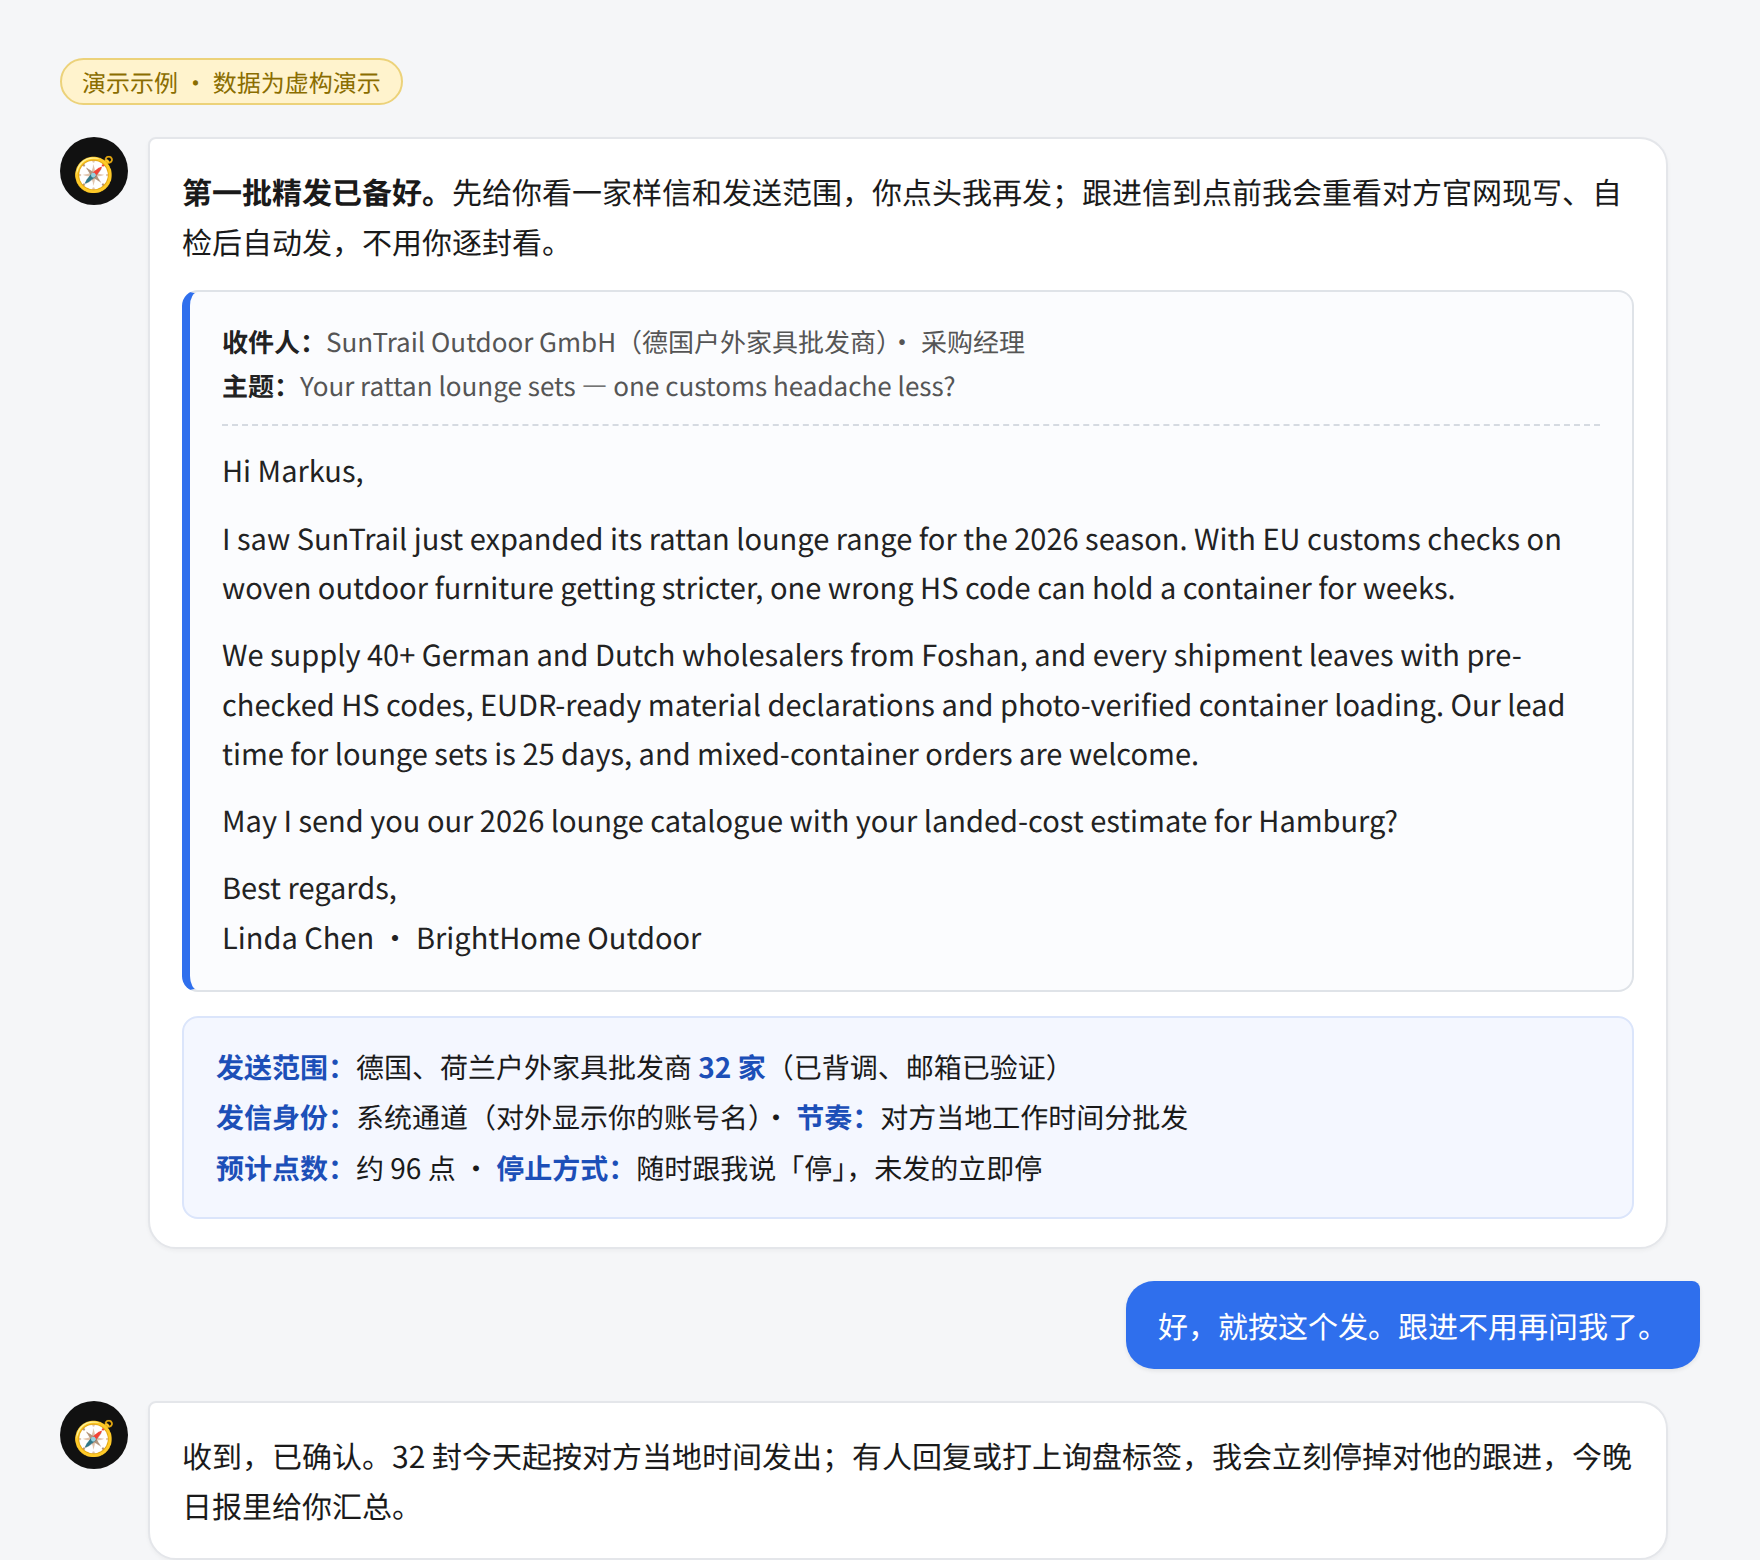 演示示例 · 数据为虚构演示
第一批精发已备好。先给你看一家样信和发送范围，你点头我再发；跟进信到点前我会重看对方官网现写、自
检后自动发，不用你逐封看。
收件人：SunTrail Outdoor GmbH（德国户外家具批发商）· 采购经理
主题：Your rattan lounge sets — one customs headache less?
Hi Markus,
I saw SunTrail just expanded its rattan lounge range for the 2026 season. With EU customs checks on
woven outdoor furniture getting stricter, one wrong HS code can hold a container for weeks.
We supply 40+ German and Dutch wholesalers from Foshan, and every shipment leaves with pre-
checked HS codes, EUDR-ready material declarations and photo-verified container loading. Our lead
time for lounge sets is 25 days, and mixed-container orders are welcome.
May I send you our 2026 lounge catalogue with your landed-cost estimate for Hamburg?
Best regards,
Linda Chen · BrightHome Outdoor
发送范围：德国、荷兰户外家具批发商 32 家（已背调、邮箱已验证）
发信身份：系统通道（对外显示你的账号名）· 节奏：对方当地工作时间分批发
预计点数：约 96 点 · 停止方式：随时跟我说「停」，未发的立即停
好，就按这个发。跟进不用再问我了。
收到，已确认。32 封今天起按对方当地时间发出；有人回复或打上询盘标签，我会立刻停掉对他的跟进，今晚
日报里给你汇总。